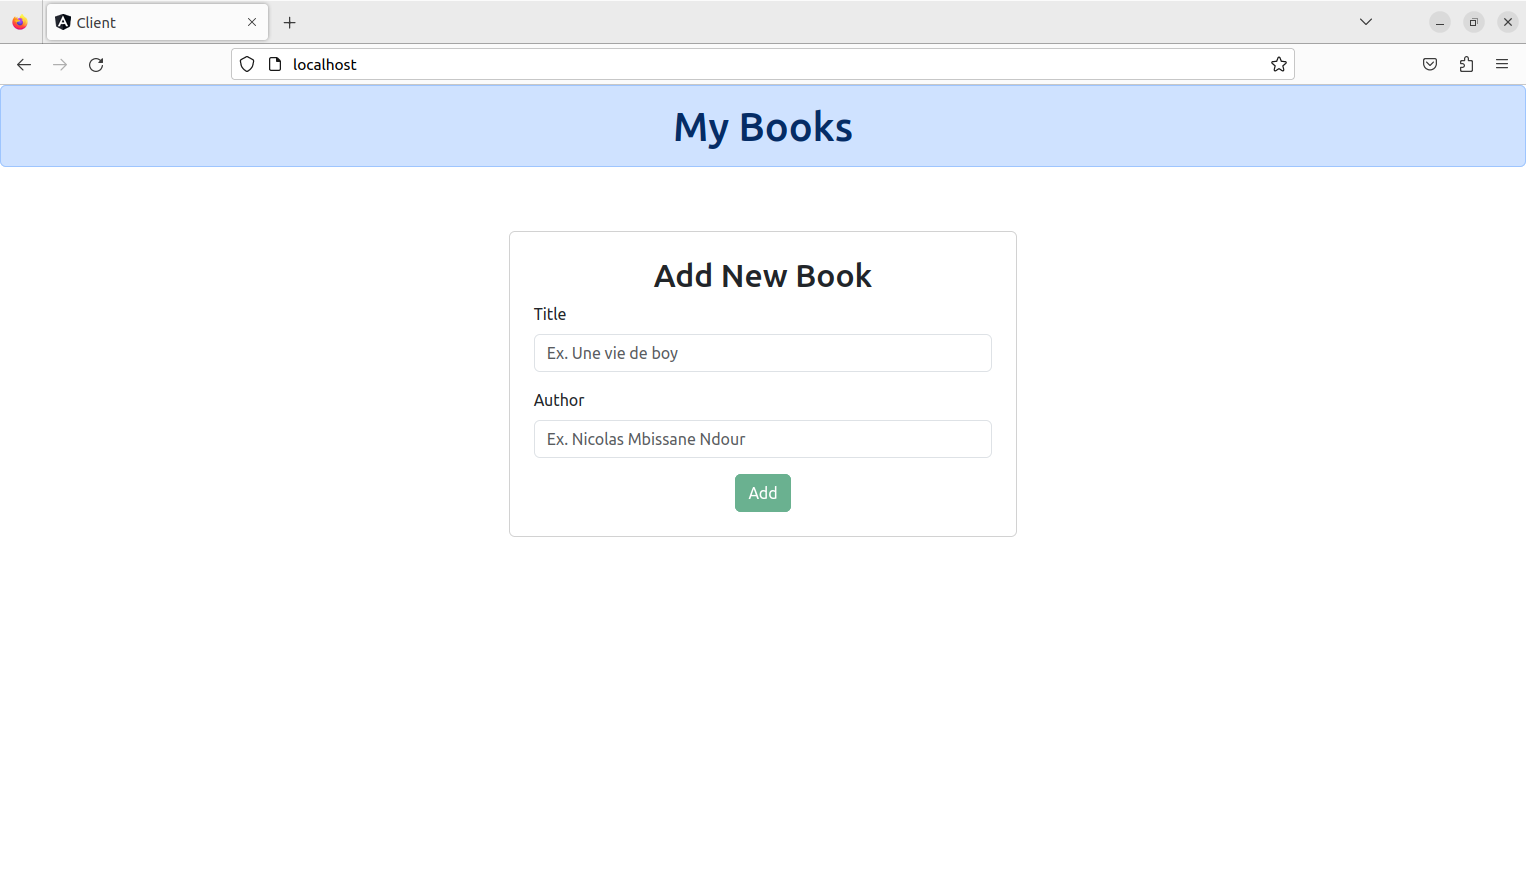 Client
localhost
My Books
Add New Book
Title
Ex. Une vie de boy
Author
Ex. Nicolas Mbissane Ndour
Add